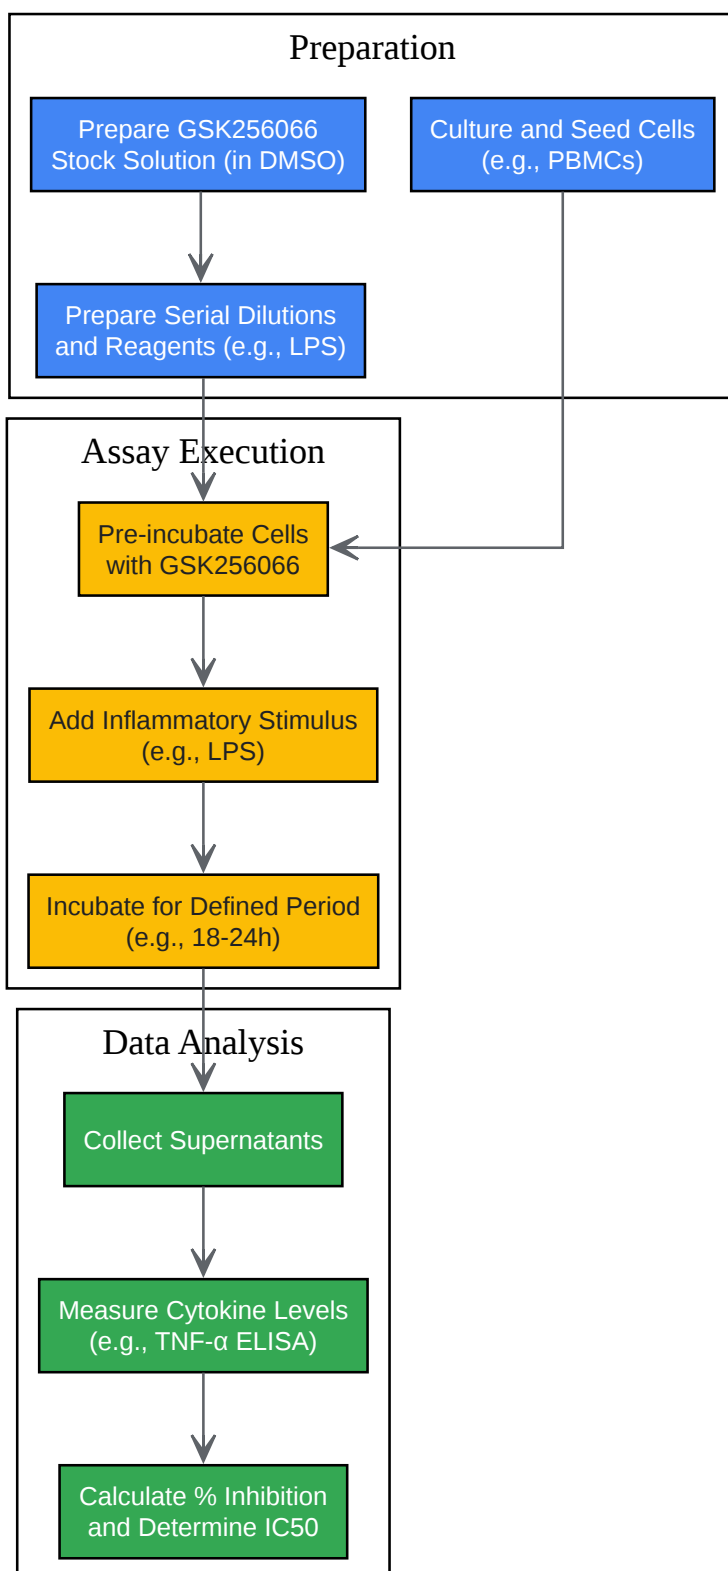 Preparation
Prepare GSK256066
Stock Solution (in DMSO)
Culture and Seed Cells
(e.g., PBMCs)
Prepare Serial Dilutions
and Reagents (e.g., LPS)
Assay Execution
Pre-incubate Cells
with GSK256066
Add Inflammatory Stimulus
(e.g., LPS)
Incubate for Defined Period
(e.g., 18-24h)
Data Analysis
Collect Supernatants
Measure Cytokine Levels
(e.g., TNF-α ELISA)
Calculate % Inhibition
and Determine IC50